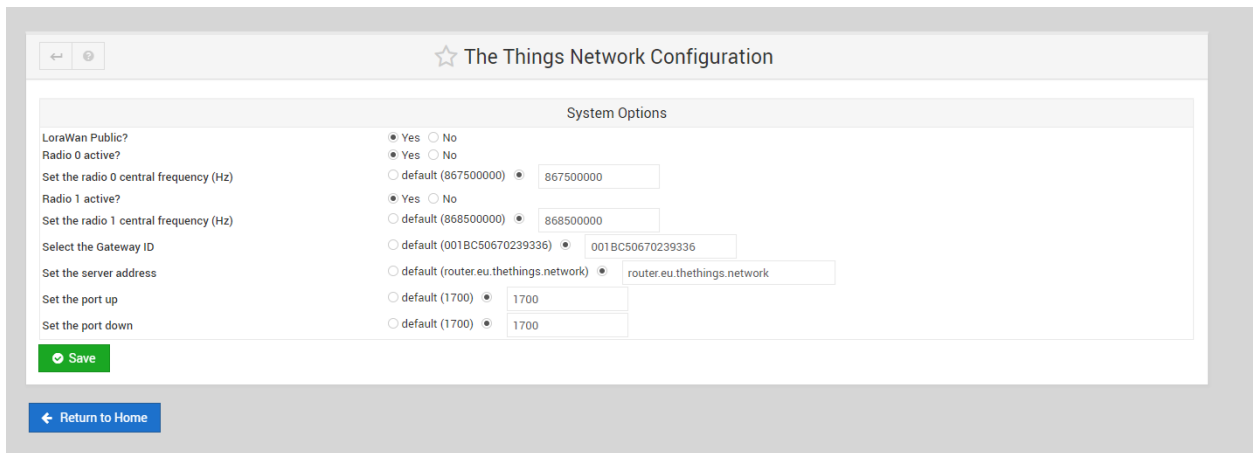 The Things Network Configuration
System Options
LoraWan Public? Yes No
Radio 0 active? Yes No
Set the radio 0 central frequency (Hz) default (867500000) 867500000
Radio 1 active? Yes No
Set the radio 1 central frequency (Hz) default (868500000) 868500000
Select the Gateway ID default (001BC50670239336) 001BC50670239336
Set the server address default (router.eu.thethings.network) router.eu.thethings.network
Set the port up default (1700) 1700
Set the port down default (1700) 1700
Save
Return to Home